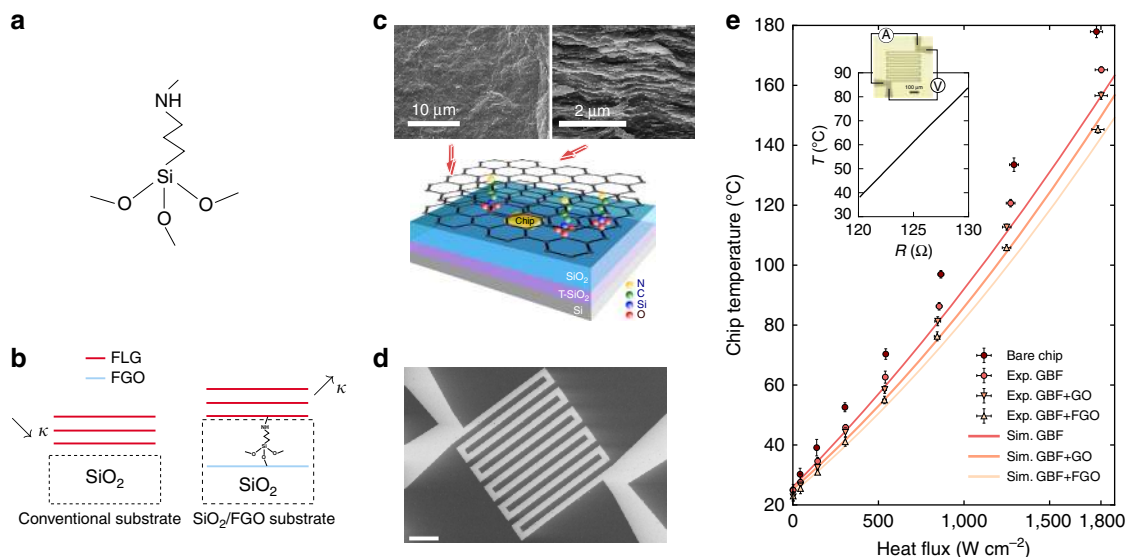 a
NH
Si
O
O
O
b
FLG
FGO
κ
SiO2
Conventional substrate
κ
NH
Si
O
O
O
SiO2
SiO2/FGO substrate
c
10 μm
2 μm
Chip
SiO2
T-SiO2
Si
N
C
Si
O
d
e
180
160
140
120
100
80
60
40
20
Chip temperature (°C)
0
500
1,000
1,500
1,800
Heat flux (W cm−2)
A
V
100 μm
90
80
70
60
50
40
30
T (°C)
120
125
130
R (Ω)
Bare chip
Exp. GBF
Exp. GBF+GO
Exp. GBF+FGO
Sim. GBF
Sim. GBF+GO
Sim. GBF+FGO